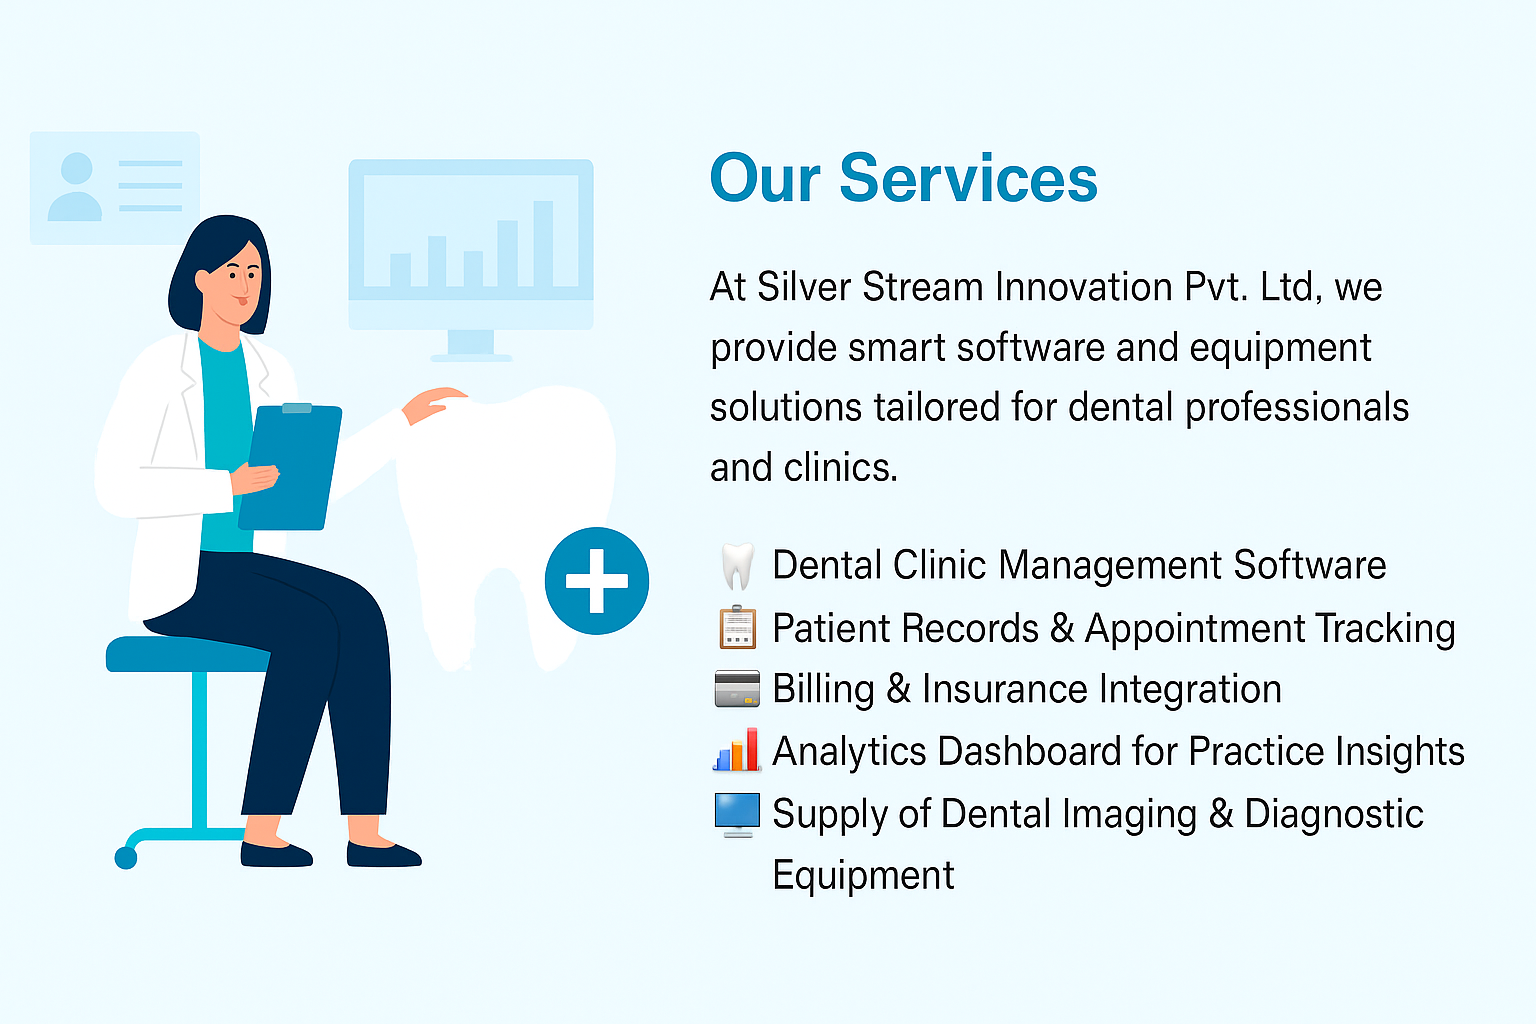 Our Services
At Silver Stream Innovation Pvt. Ltd, we
provide smart software and equipment
solutions tailored for dental professionals
and clinics.
Dental Clinic Management Software
Patient Records & Appointment Tracking
Billing & Insurance Integration
Analytics Dashboard for Practice Insights
Supply of Dental Imaging & Diagnostic
Equipment